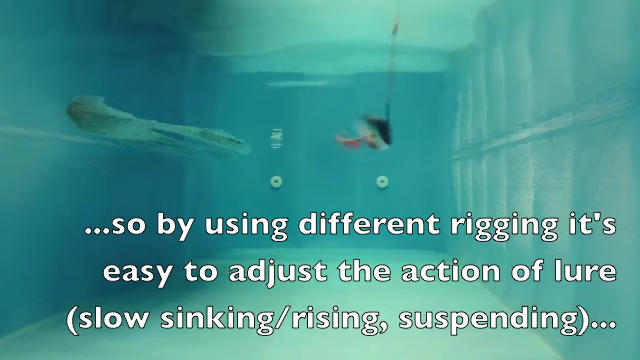 ...so by using different rigging it's
easy to adjust the action of lure
(slow sinking/rising, suspending)...